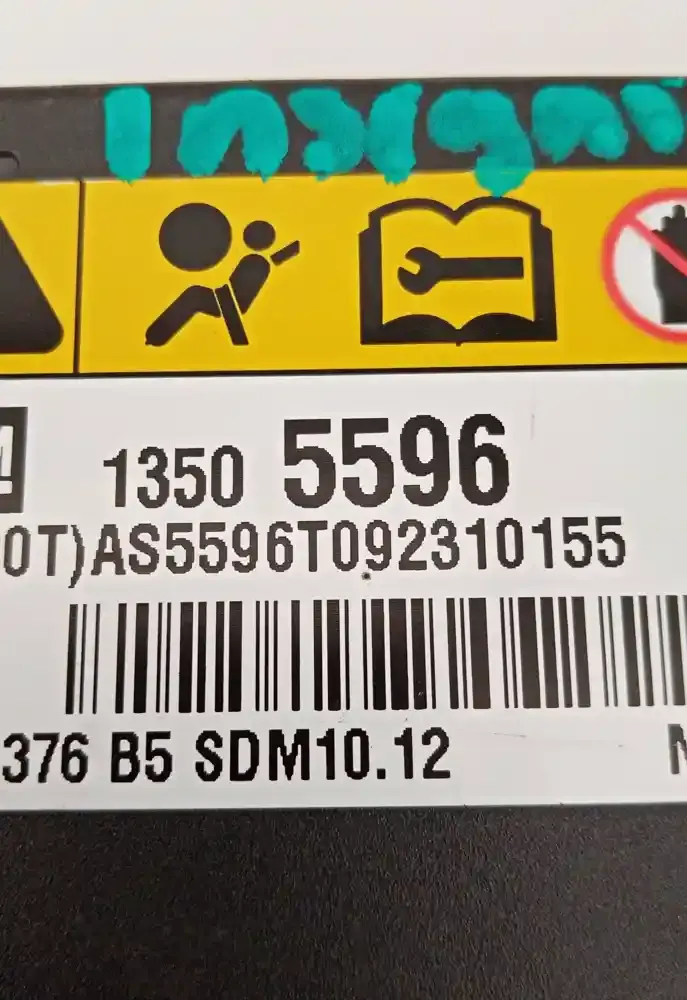 Insigni
1350 5596
0T)AS5596T092310155
376 B5 SDM10.12 N